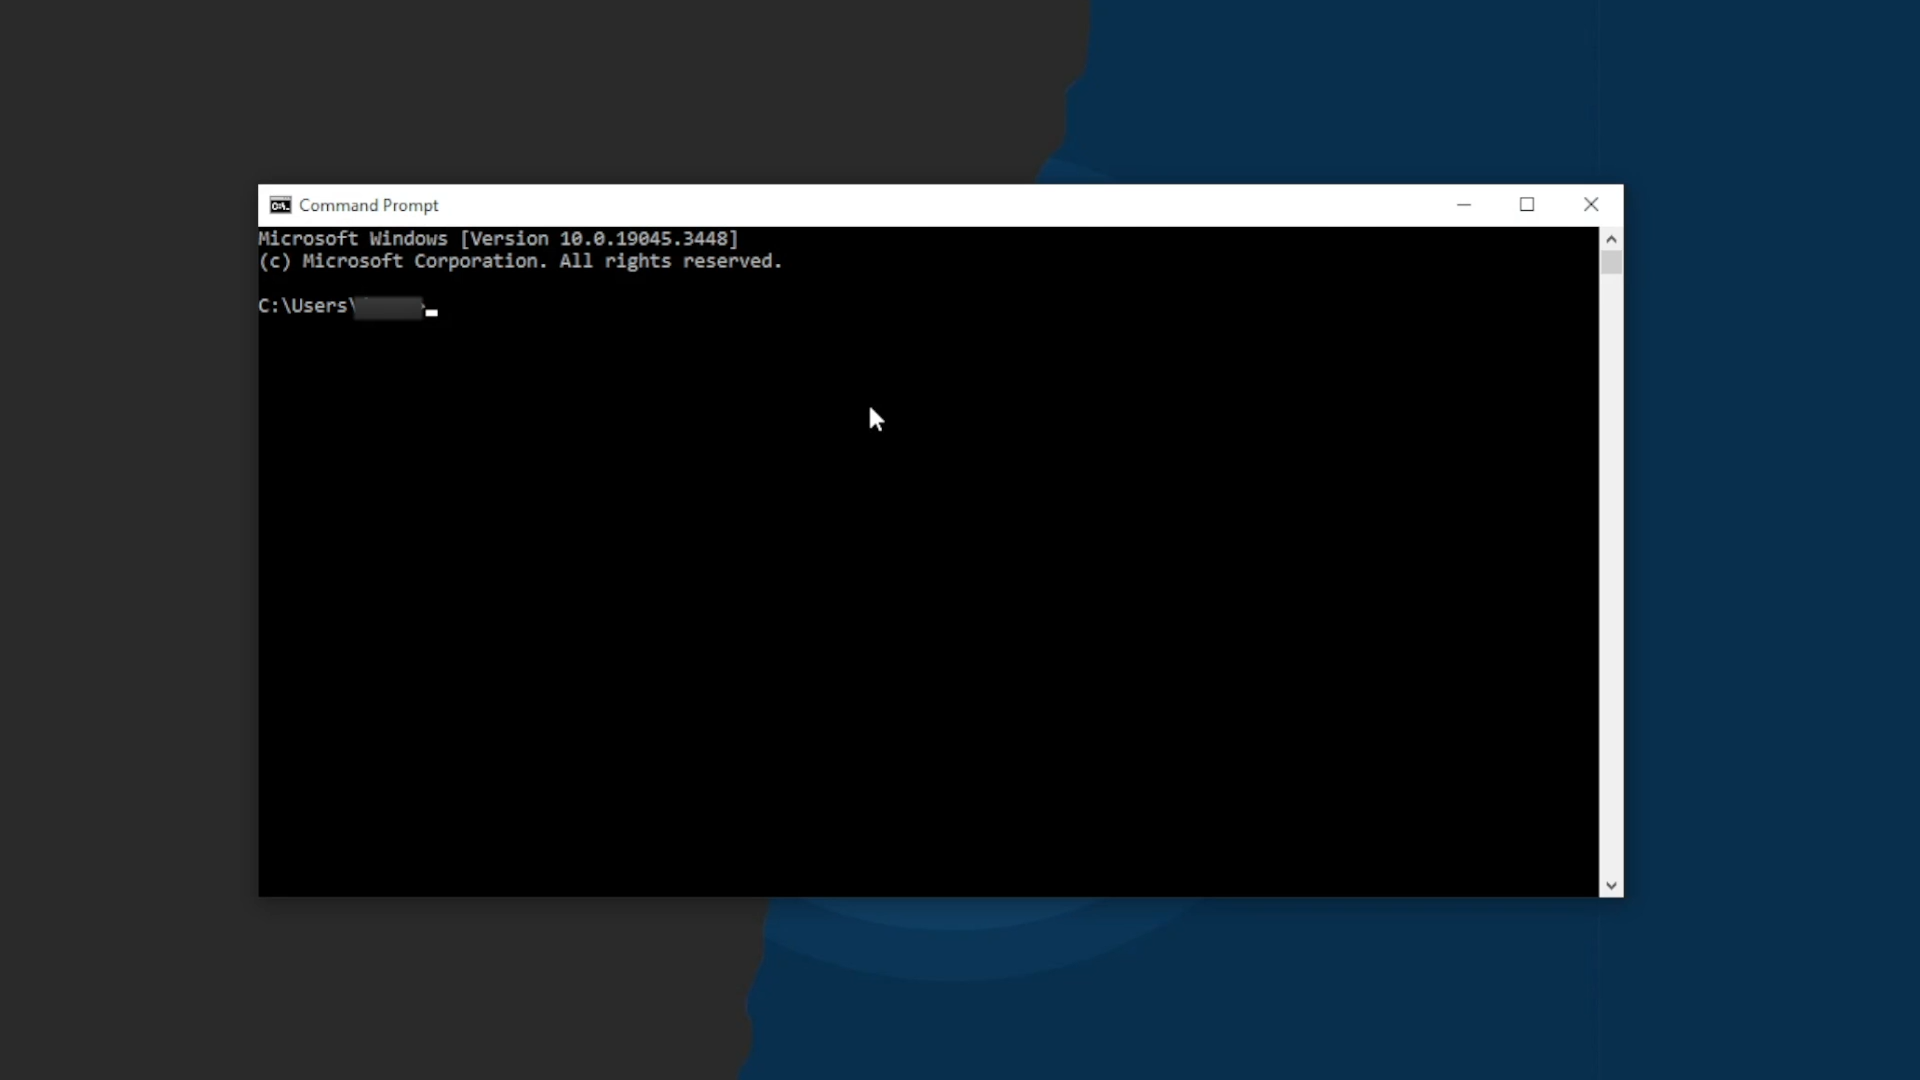 Command Prompt
Microsoft Windows [Version 10.0.19045.3448]
(c) Microsoft Corporation. All rights reserved.
C:\Users\